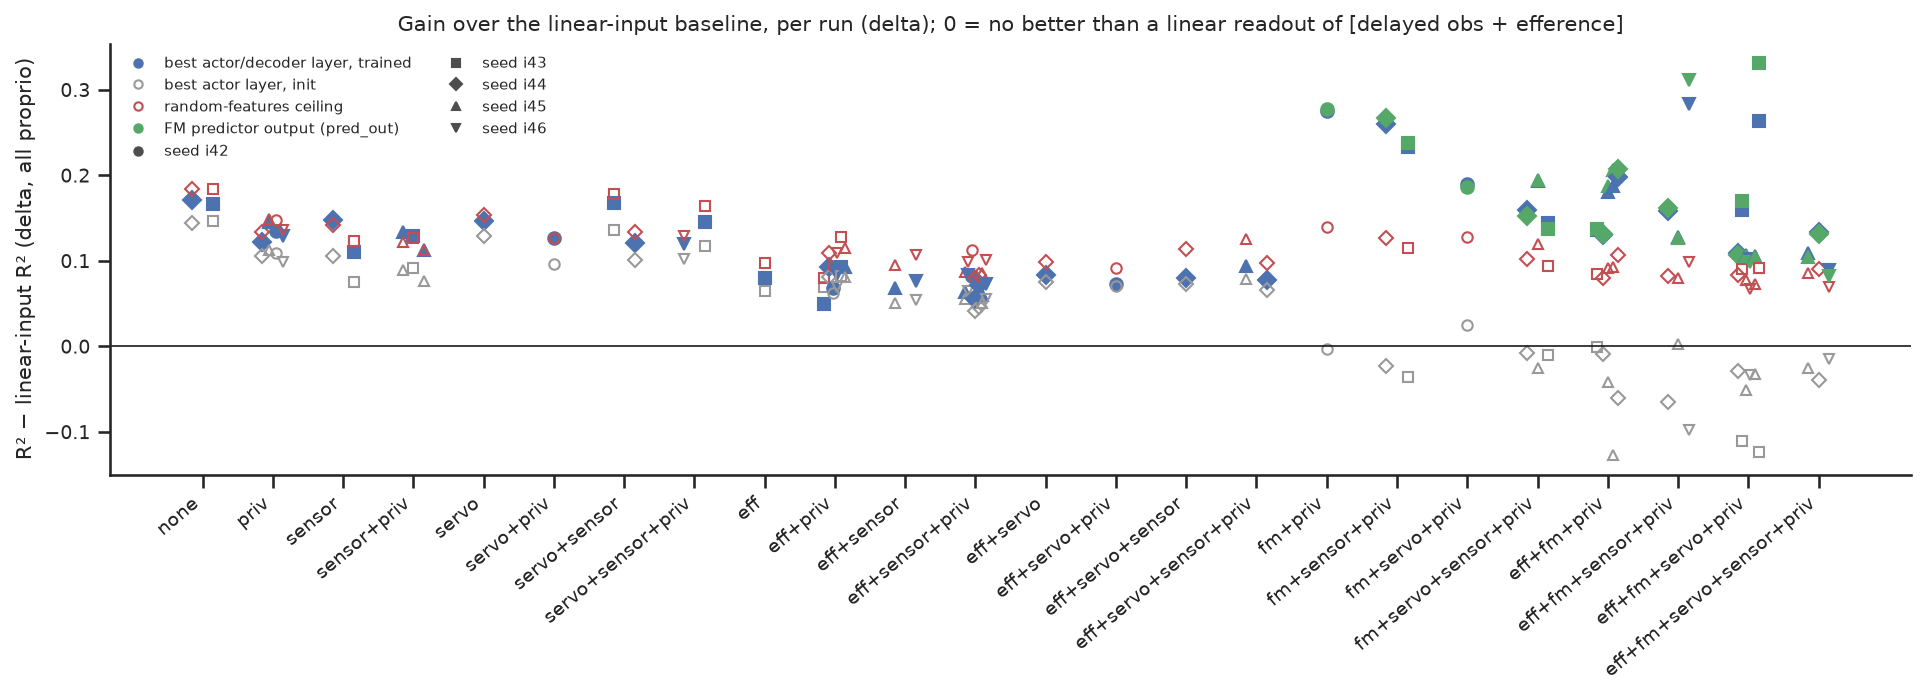 Gain over the linear-input baseline, per run (delta); 0 = no better than a linear readout of [delayed obs + efference]
R² − linear-input R² (delta, all proprio)
0.3
0.2
0.1
0.0
−0.1
best actor/decoder layer, trained
best actor layer, init
random-features ceiling
FM predictor output (pred_out)
seed i42
seed i43
seed i44
seed i45
seed i46
none
priv
sensor
sensor+priv
servo
servo+priv
servo+sensor
servo+sensor+priv
eff
eff+priv
eff+sensor
eff+sensor+priv
eff+servo
eff+servo+priv
eff+servo+sensor
eff+servo+sensor+priv
fm+priv
fm+sensor+priv
fm+servo+priv
fm+servo+sensor+priv
eff+fm+priv
eff+fm+sensor+priv
eff+fm+servo+priv
eff+fm+servo+sensor+priv